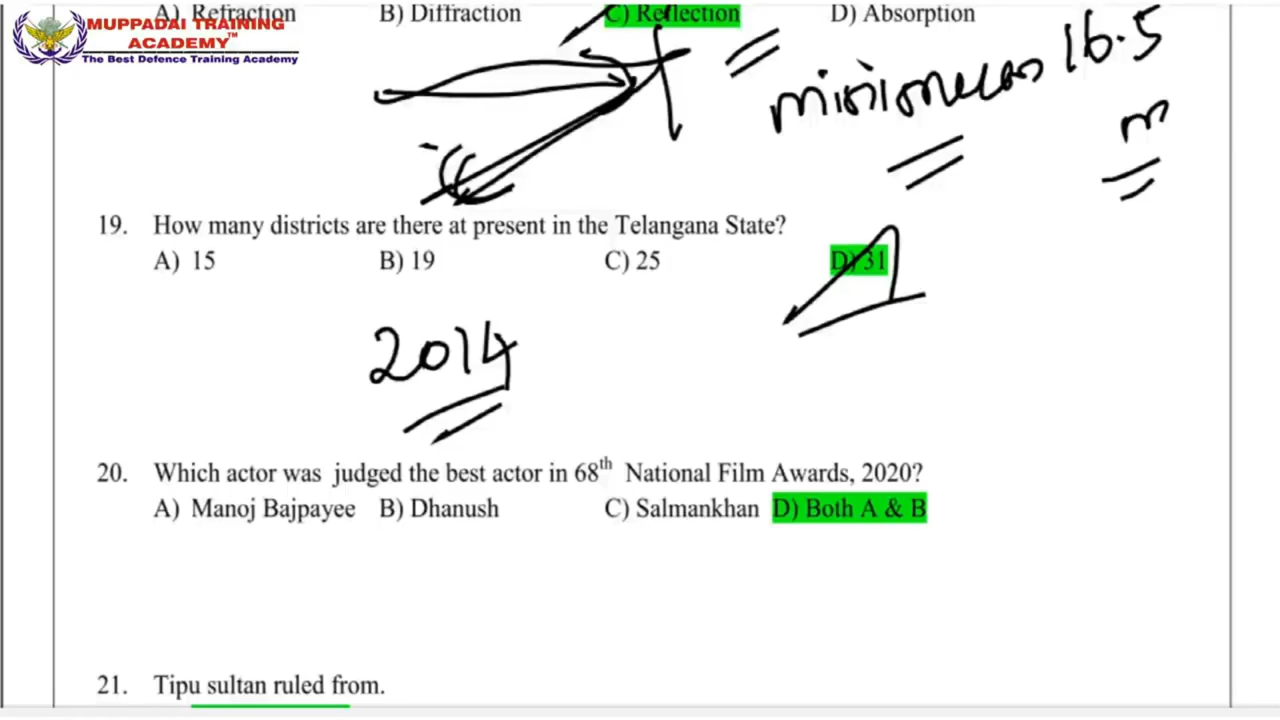 A) Refraction B) Diffraction C) Reflection D) Absorption
MUPPADAI TRAINING
ACADEMY™
The Best Defence Training Academy
16.5
m
19. How many districts are there at present in the Telangana State?
A) 15 B) 19 C) 25 D) 31
2014
20. Which actor was judged the best actor in 68th National Film Awards, 2020?
A) Manoj Bajpayee B) Dhanush C) Salmankhan D) Both A & B
21. Tipu sultan ruled from.